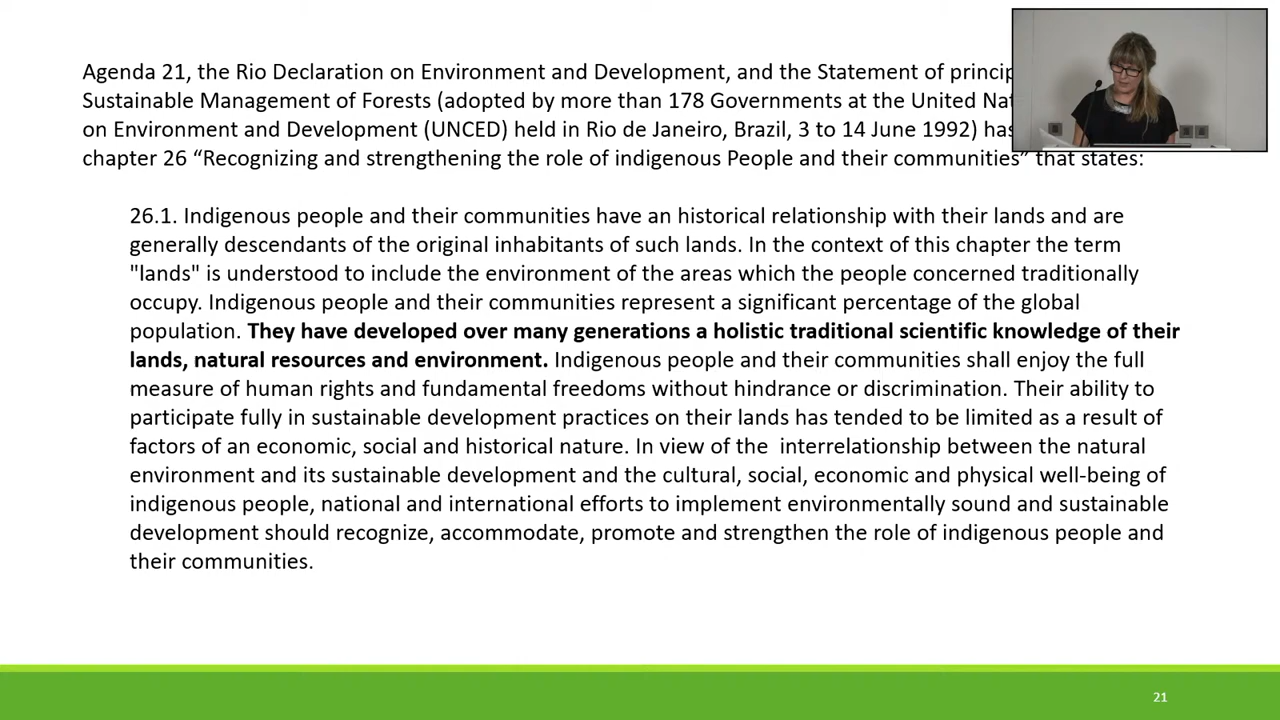 Agenda 21, the Rio Declaration on Environment and Development, and the Statement of
Sustainable Management of Forests (adopted by more than 178 Governments at the United
on Environment and Development (UNCED) held in Rio de Janeiro, Brazil, 3 to 14 June 1992) has
chapter 26 “Recognizing and strengthening the role of indigenous People and their communities” that states:
26.1. Indigenous people and their communities have an historical relationship with their lands and are
generally descendants of the original inhabitants of such lands. In the context of this chapter the term
"lands" is understood to include the environment of the areas which the people concerned traditionally
occupy. Indigenous people and their communities represent a significant percentage of the global
population. They have developed over many generations a holistic traditional scientific knowledge of their
lands, natural resources and environment. Indigenous people and their communities shall enjoy the full
measure of human rights and fundamental freedoms without hindrance or discrimination. Their ability to
participate fully in sustainable development practices on their lands has tended to be limited as a result of
factors of an economic, social and historical nature. In view of the interrelationship between the natural
environment and its sustainable development and the cultural, social, economic and physical well-being of
indigenous people, national and international efforts to implement environmentally sound and sustainable
development should recognize, accommodate, promote and strengthen the role of indigenous people and
their communities.
21